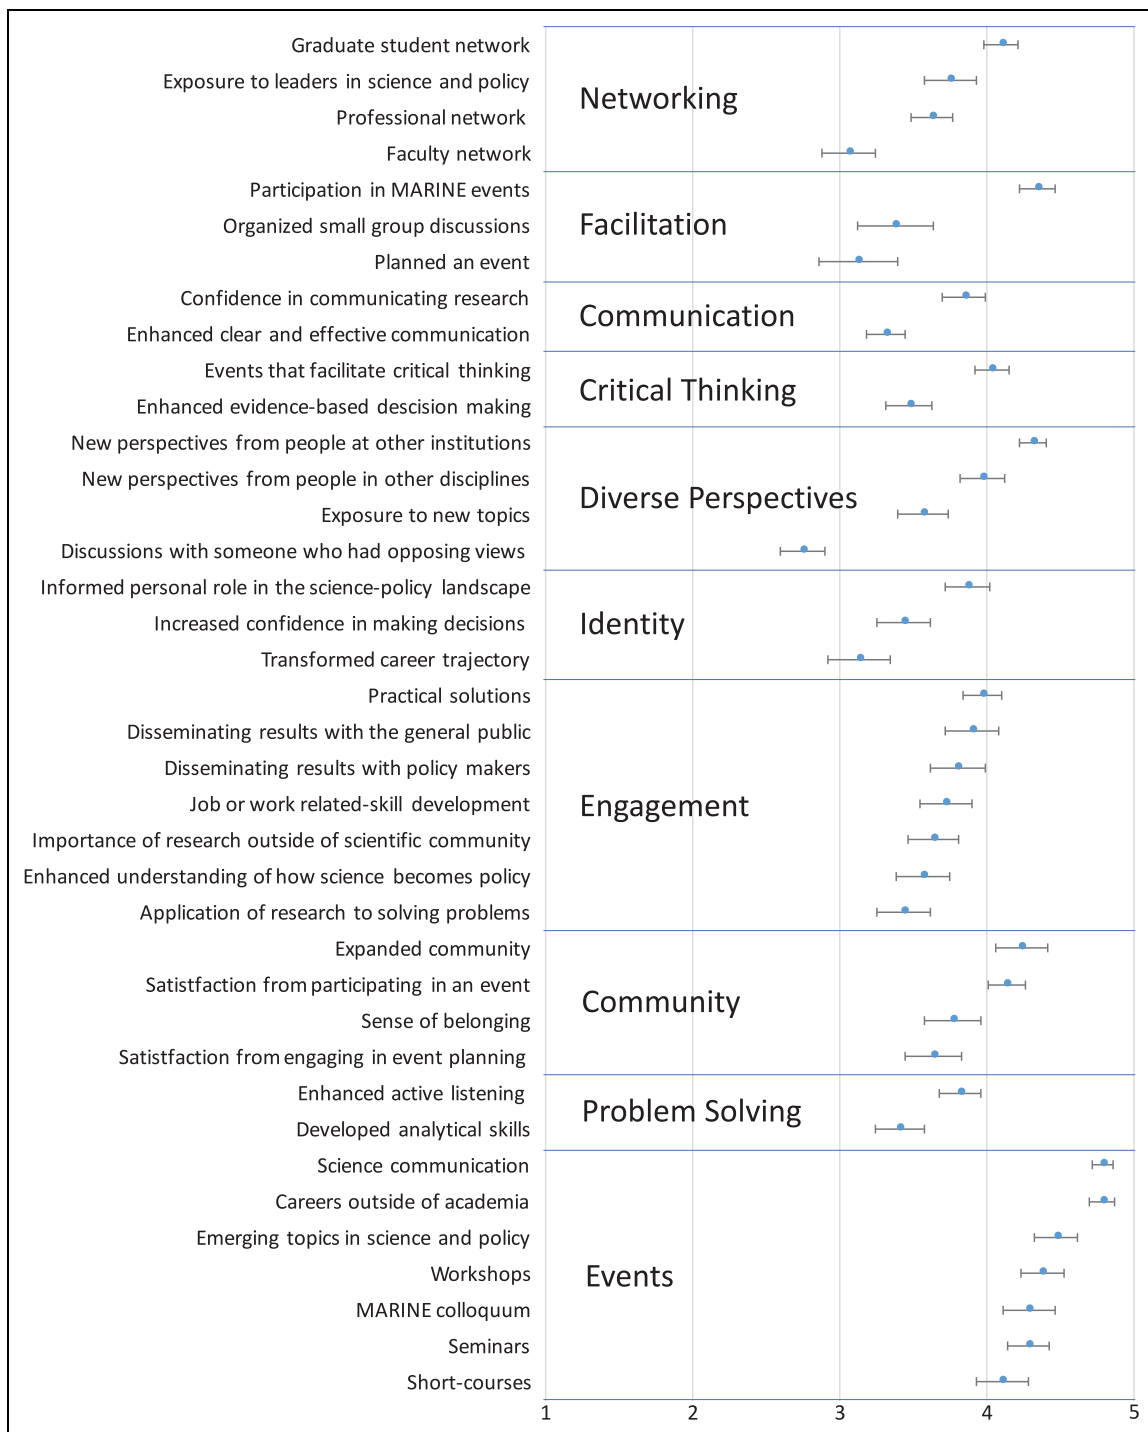 Graduate student network
Exposure to leaders in science and policy
Networking
Professional network
Faculty network
Participation in MARINE events
Organized small group discussions
Facilitation
Planned an event
Confidence in communicating research
Communication
Enhanced clear and effective communication
Events that facilitate critical thinking
Critical Thinking
Enhanced evidence-based descision making
New perspectives from people at other institutions
New perspectives from people in other disciplines
Diverse Perspectives
Exposure to new topics
Discussions with someone who had opposing views
Informed personal role in the science-policy landscape
Increased confidence in making decisions
Identity
Transformed career trajectory
Practical solutions
Disseminating results with the general public
Disseminating results with policy makers
Job or work related-skill development
Engagement
Importance of research outside of scientific community
Enhanced understanding of how science becomes policy
Application of research to solving problems
Expanded community
Satistfaction from participating in an event
Community
Sense of belonging
Satistfaction from engaging in event planning
Enhanced active listening
Problem Solving
Developed analytical skills
Science communication
Careers outside of academia
Emerging topics in science and policy
Workshops
Events
MARINE colloquum
Seminars
Short-courses
1 2 3 4 5